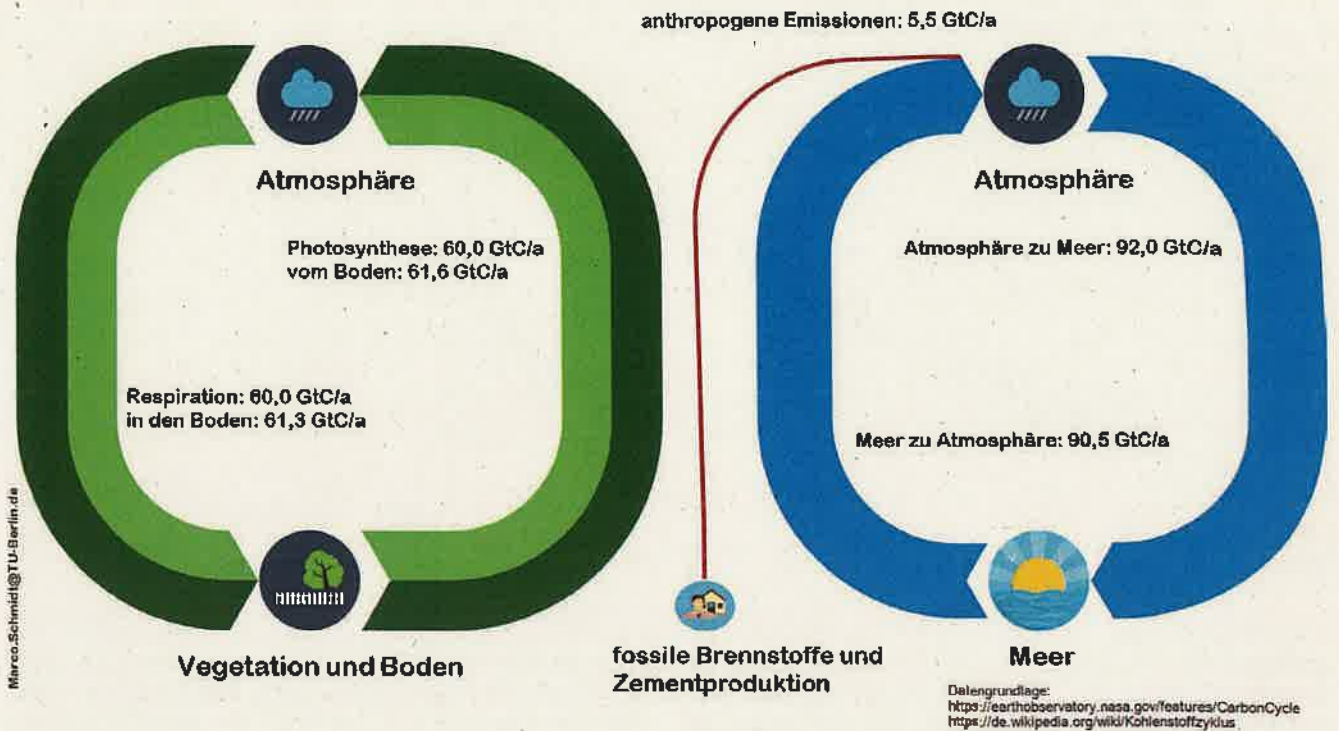 anthropogene Emissionen: 5,5 GtC/a
Atmosphäre
Photosynthese: 60,0 GtC/a
vom Boden: 61,6 GtC/a
Respiration: 60,0 GtC/a
in den Boden: 61,3 GtC/a
Vegetation und Boden
fossile Brennstoffe und
Zementproduktion
Atmosphäre
Atmosphäre zu Meer: 92,0 GtC/a
Meer zu Atmosphäre: 90,5 GtC/a
Meer
Datengrundlage:
https://earthobservatory.nasa.gov/features/CarbonCycle
https://de.wikipedia.org/wiki/Kohlenstoffzyklus
Marco.Schmidt@TU-Berlin.de